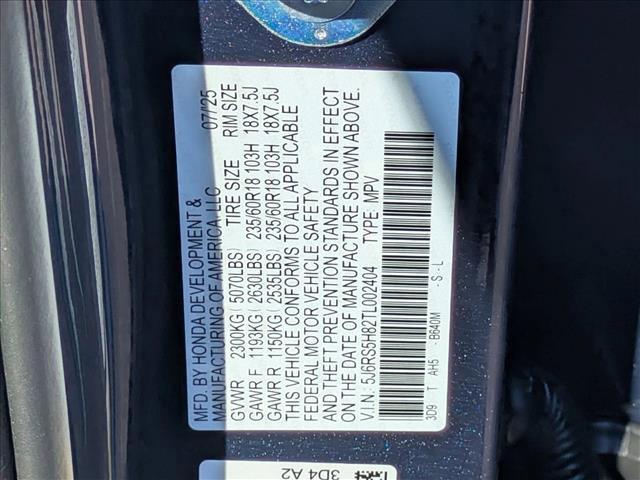 MFD. BY HONDA DEVELOPMENT & 07/25
MANUFACTURING OF AMERICA, LLC
TIRE SIZE RIM SIZE
GVWR 2300KG (5070LBS)
GAWR F 1193KG (2630LBS) 235/60R18 103H 18X7.5J
GAWR R 1150KG (2535LBS) 235/60R18 103H 18X7.5J
THIS VEHICLE CONFORMS TO ALL APPLICABLE
FEDERAL MOTOR VEHICLE SAFETY
AND THEFT PREVENTION STANDARDS IN EFFECT
ON THE DATE OF MANUFACTURE SHOWN ABOVE.
V.I.N.: 5J6RS5H82TL002404 TYPE: MPV
3D9 T AH5 -B640M -S-L
3D4 A2